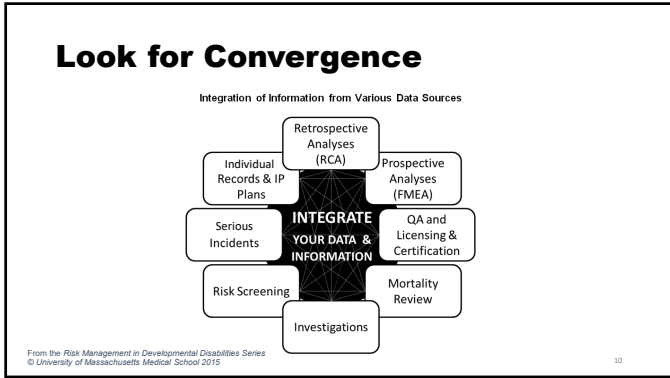 Look for Convergence
Integration of Information from Various Data Sources
Retrospective
Analyses
(RCA)
Prospective
Analyses
(FMEA)
QA and
Licensing &
Certification
Mortality
Review
Investigations
Risk Screening
Serious
Incidents
Individual
Records & IP
Plans
INTEGRATE
YOUR DATA &
INFORMATION
From the Risk Management in Developmental Disabilities Series
© University of Massachusetts Medical School 2015
10